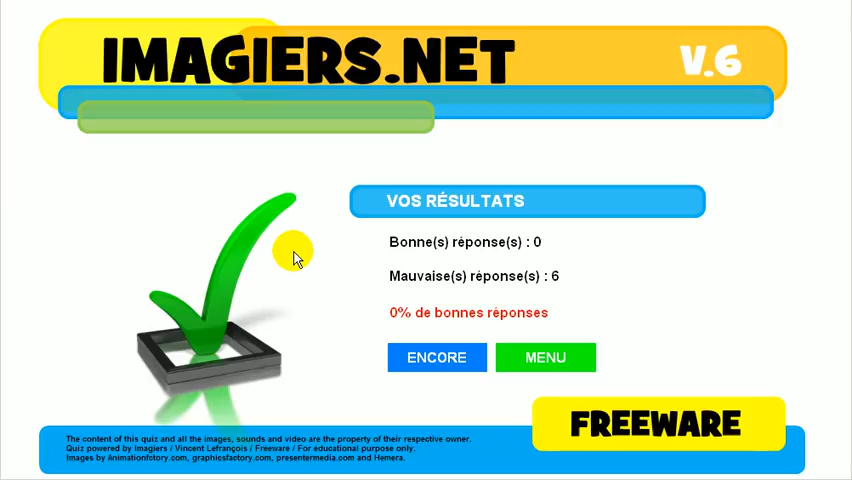 IMAGIERS.NET
V.6
VOS RÉSULTATS
Bonne(s) réponse(s) : 0
Mauvaise(s) réponse(s) : 6
0% de bonnes réponses
ENCORE
MENU
FREEWARE
The content of this quiz and all the images, sounds and video are the property of their respective owner.
Quiz powered by Imagiers / Vincent Lefrançois / Freeware / For educational purpose only.
Images by Animationfctory.com, graphicsfactory.com, presentermedia.com and Hemera.